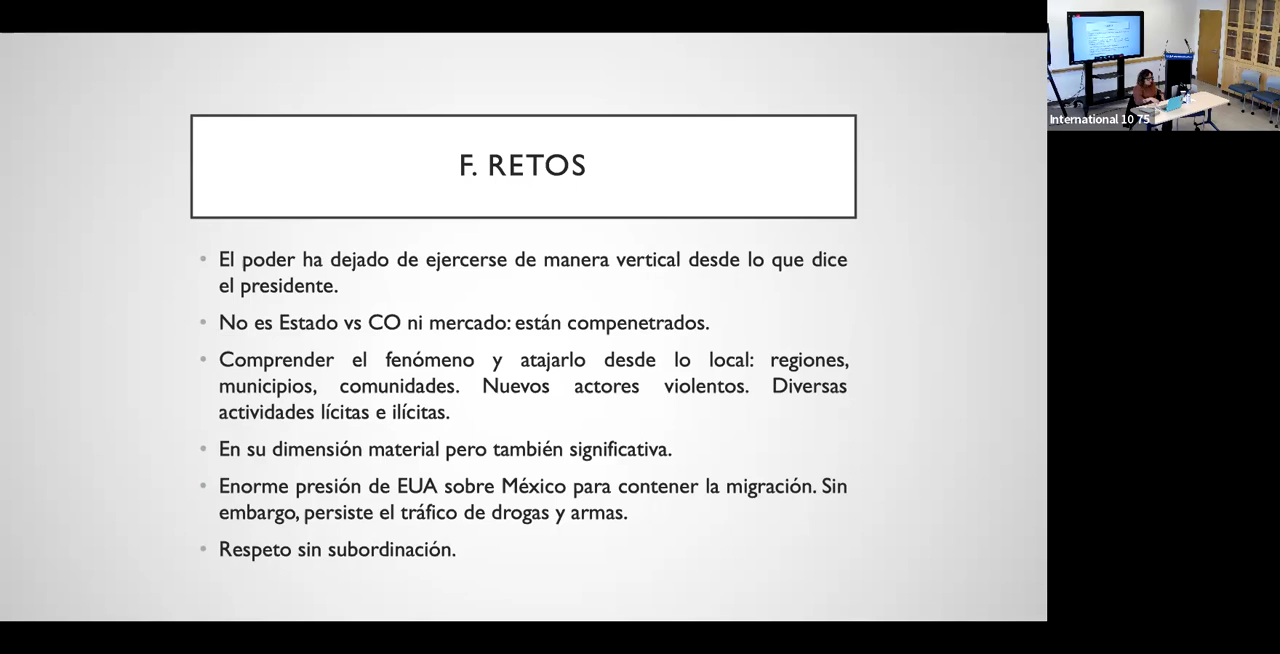 F. RETOS
El poder ha dejado de ejercerse de manera vertical desde lo que dice
el presidente.
No es Estado vs CO ni mercado: están compenetrados.
Comprender el fenómeno y atajarlo desde lo local: regiones,
municipios, comunidades. Nuevos actores violentos. Diversas
actividades lícitas e ilícitas.
En su dimensión material pero también significativa.
Enorme presión de EUA sobre México para contener la migración. Sin
embargo, persiste el tráfico de drogas y armas.
Respeto sin subordinación.
International 10 75